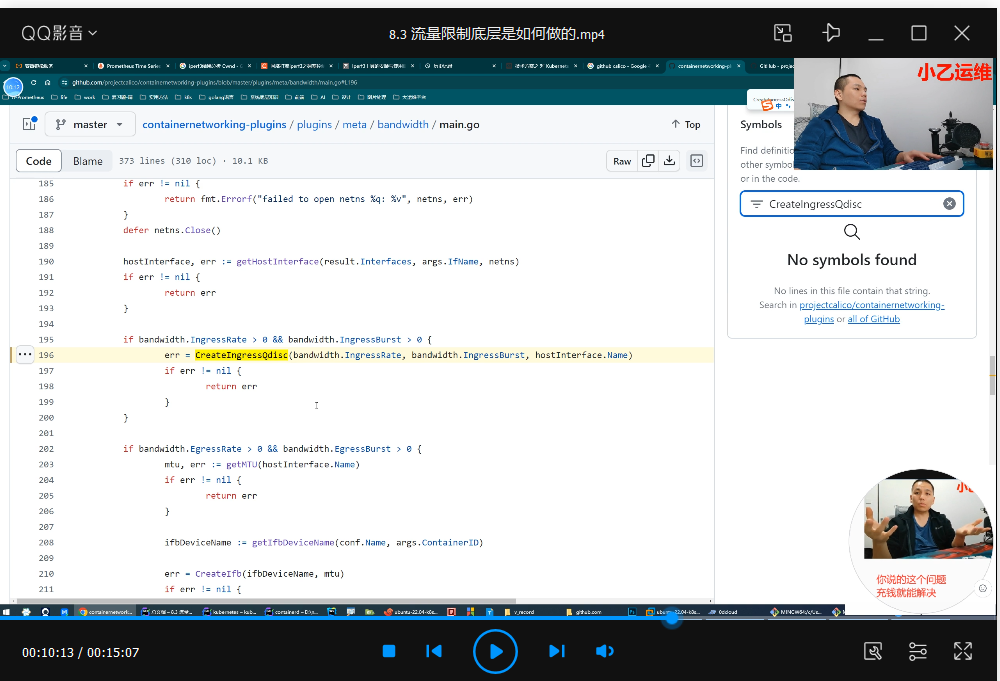 QQ影音
8.3 流量限制底层是如何做的.mp4
github.com/projectcalico/containernetworking-plugins/blob/master/plugins/meta/bandwidth/main.go#L196
小乙运维
master
containernetworking-plugins / plugins / meta / bandwidth / main.go
Top
Code
Blame
373 lines (310 loc) · 10.1 KB
Raw
185 if err != nil {
186 return fmt.Errorf("failed to open netns %q: %v", netns, err)
187 }
188 defer netns.Close()
189
190 hostInterface, err := getHostInterface(result.Interfaces, args.IfName, netns)
191 if err != nil {
192 return err
193 }
194
195 if bandwidth.IngressRate > 0 && bandwidth.IngressBurst > 0 {
196 err = CreateIngressQdisc(bandwidth.IngressRate, bandwidth.IngressBurst, hostInterface.Name)
197 if err != nil {
198 return err
199 }
200 }
201
202 if bandwidth.EgressRate > 0 && bandwidth.EgressBurst > 0 {
203 mtu, err := getMTU(hostInterface.Name)
204 if err != nil {
205 return err
206 }
207
208 ifbDeviceName := getIfbDeviceName(conf.Name, args.ContainerID)
209
210 err = CreateIfb(ifbDeviceName, mtu)
211 if err != nil {
Symbols
Find definitio
other symbo
or in the code.
CreateIngressQdisc
No symbols found
No lines in this file contain that string.
Search in projectcalico/containernetworking-
plugins or all of GitHub
你说的这个问题
充钱就能解决
00:10:13 / 00:15:07